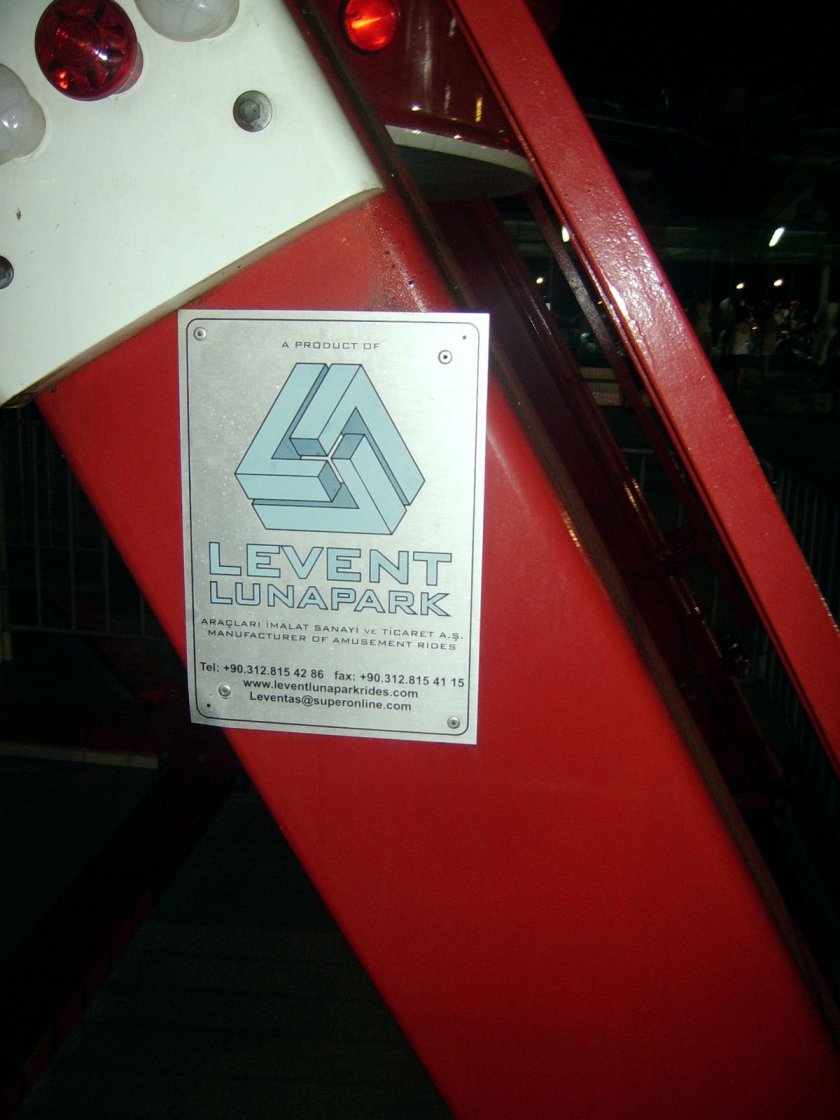 A PRODUCT OF
LEVENT
LUNAPARK
ARAÇLARI İMALAT SANAYİ VE TİCARET A.Ş.
MANUFACTURER OF AMUSEMENT RIDES
Tel: +90.312.815 42 86 fax: +90.312.815 41 15
www.leventlunaparkrides.com
Leventas@superonline.com